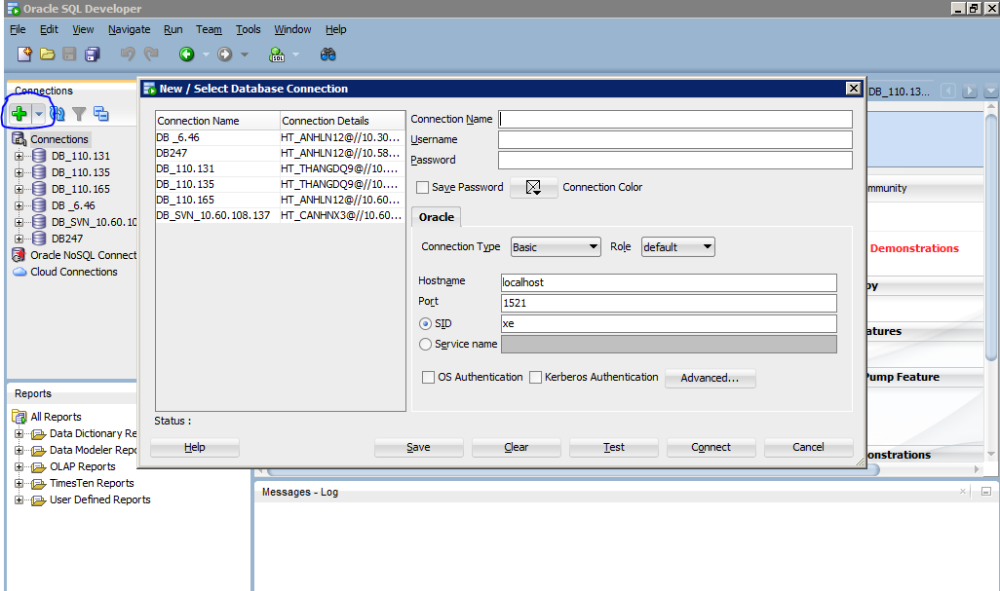 Oracle SQL Developer
File Edit View Navigate Run Team Tools Window Help
SQL
Connections
DB_110.13...
New / Select Database Connection
Connections
DB_110.131
DB_110.135
DB_110.165
DB _6.46
DB_SVN_10.60.10
DB247
Oracle NoSQL Connect
Cloud Connections
Connection Name Connection Details
DB _6.46 HT_ANHLN12@//10.30...
DB247 HT_ANHLN12@//10.58...
DB_110.131 HT_THANGDQ9@//10....
DB_110.135 HT_THANGDQ9@//10....
DB_110.165 HT_ANHLN12@//10.60...
DB_SVN_10.60.108.137 HT_CANHNX3@//10.60...
Connection Name
Username
Password
Save Password Connection Color
Oracle
Connection Type Basic Role default
Hostname localhost
Port 1521
SID xe
Service name
OS Authentication Kerberos Authentication Advanced...
Status :
Help Save Clear Test Connect Cancel
mmunity
Demonstrations
py
atures
Pump Feature
onstrations
Reports
All Reports
Data Dictionary Re
Data Modeler Repo
OLAP Reports
TimesTen Reports
User Defined Reports
Messages - Log